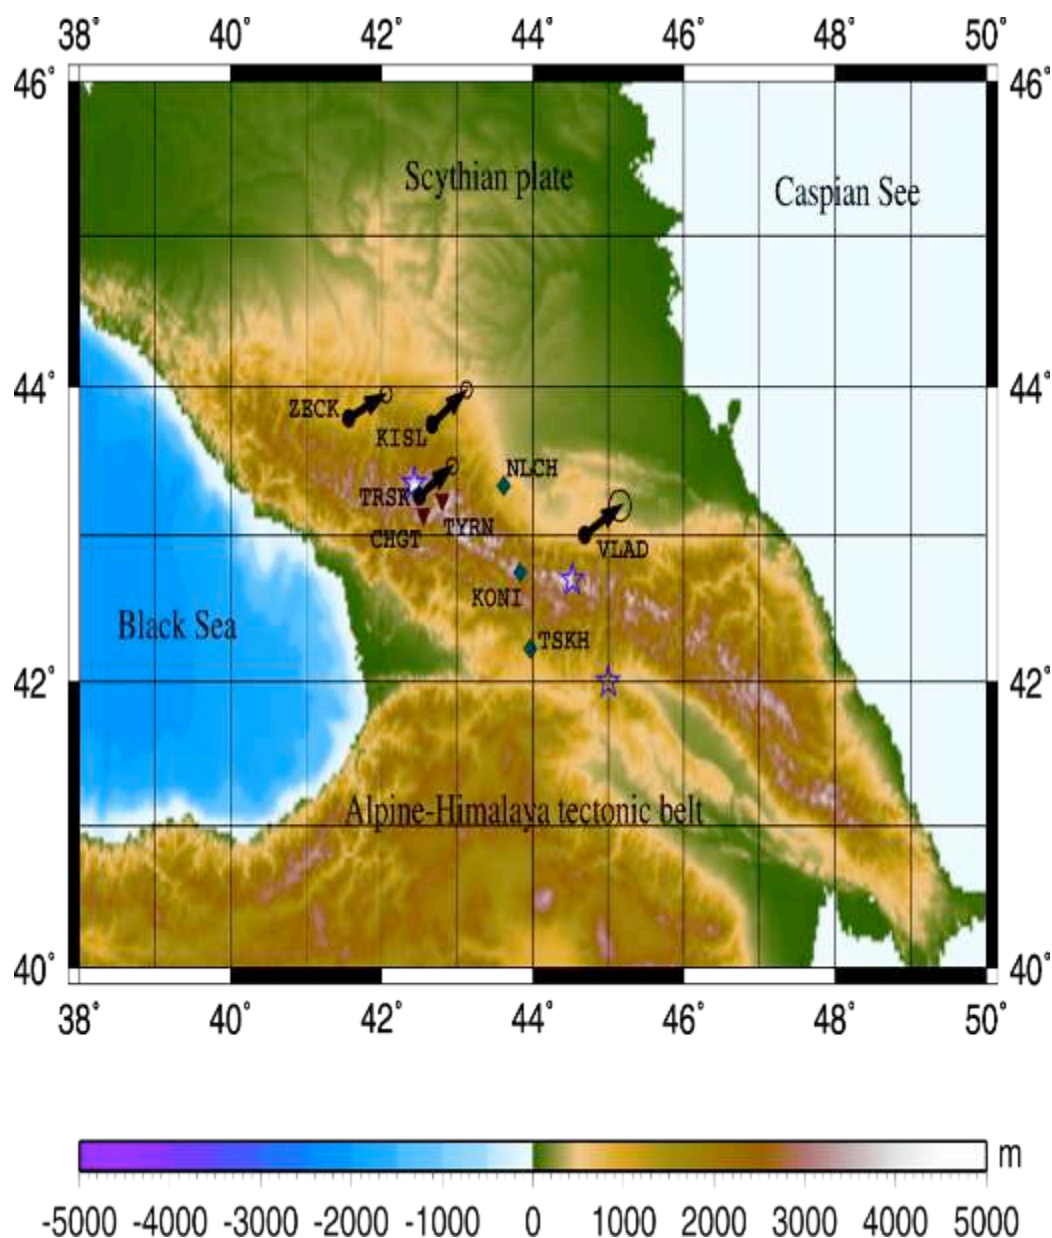 38° 40° 42° 44° 46° 48° 50°
46° 46°
Scythian plate
Caspian See
44° 44°
ZECK
KISL
NLCH
TRSK
TYRN
CHGT
VLAD
KONI
Black Sea
TSKH
42° 42°
Alpine-Himalaya tectonic belt
40° 40°
38° 40° 42° 44° 46° 48° 50°
m
-5000 -4000 -3000 -2000 -1000 0 1000 2000 3000 4000 5000